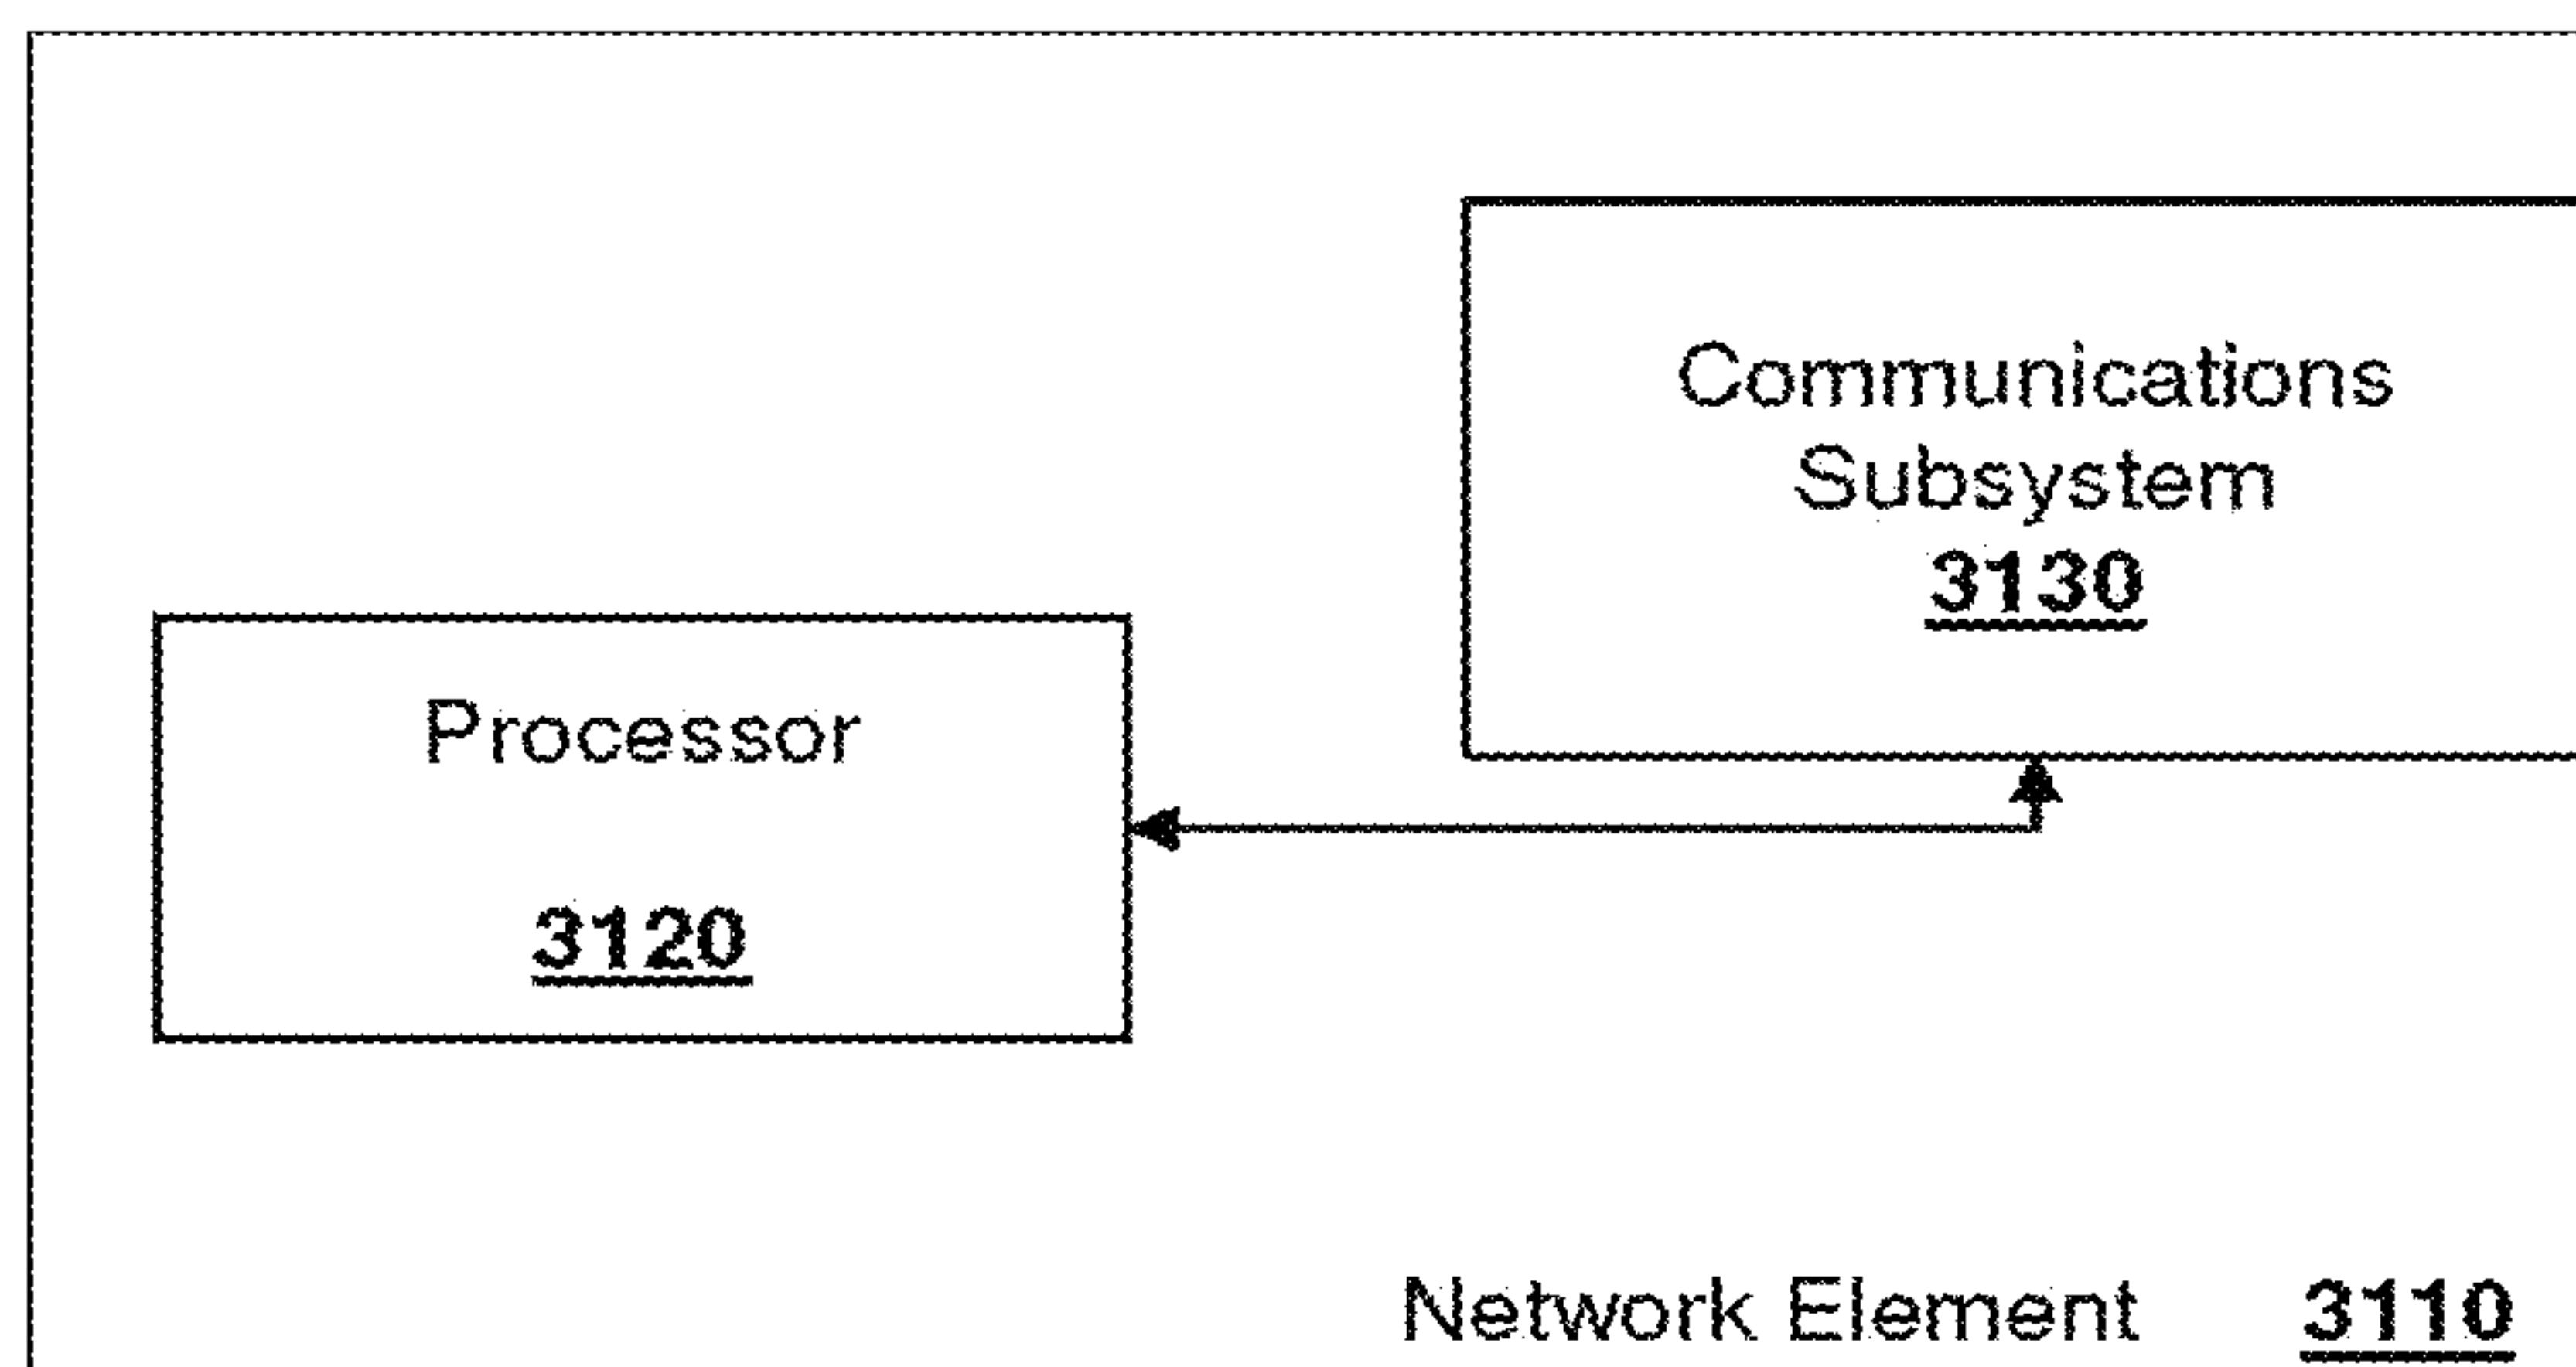 Communications
Subsystem
3130
Processor
3120
Network Element 3110